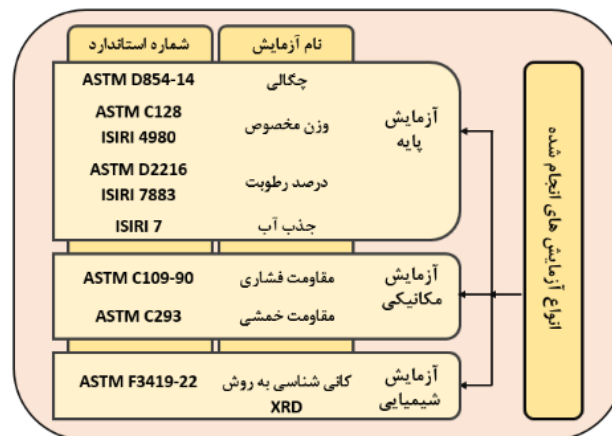 انواع آزمایش های انجام شده
نام آزمایش
شماره استاندارد
آزمایش
پایه
چگالی
ASTM D854-14
وزن مخصوص
ASTM C128
ISIRI 4980
درصد رطوبت
ASTM D2216
ISIRI 7883
جذب آب
ISIRI 7
آزمایش
مکانیکی
مقاومت فشاری
ASTM C109-90
مقاومت خمشی
ASTM C293
آزمایش
شیمیایی
کانی شناسی به روش
XRD
ASTM F3419-22